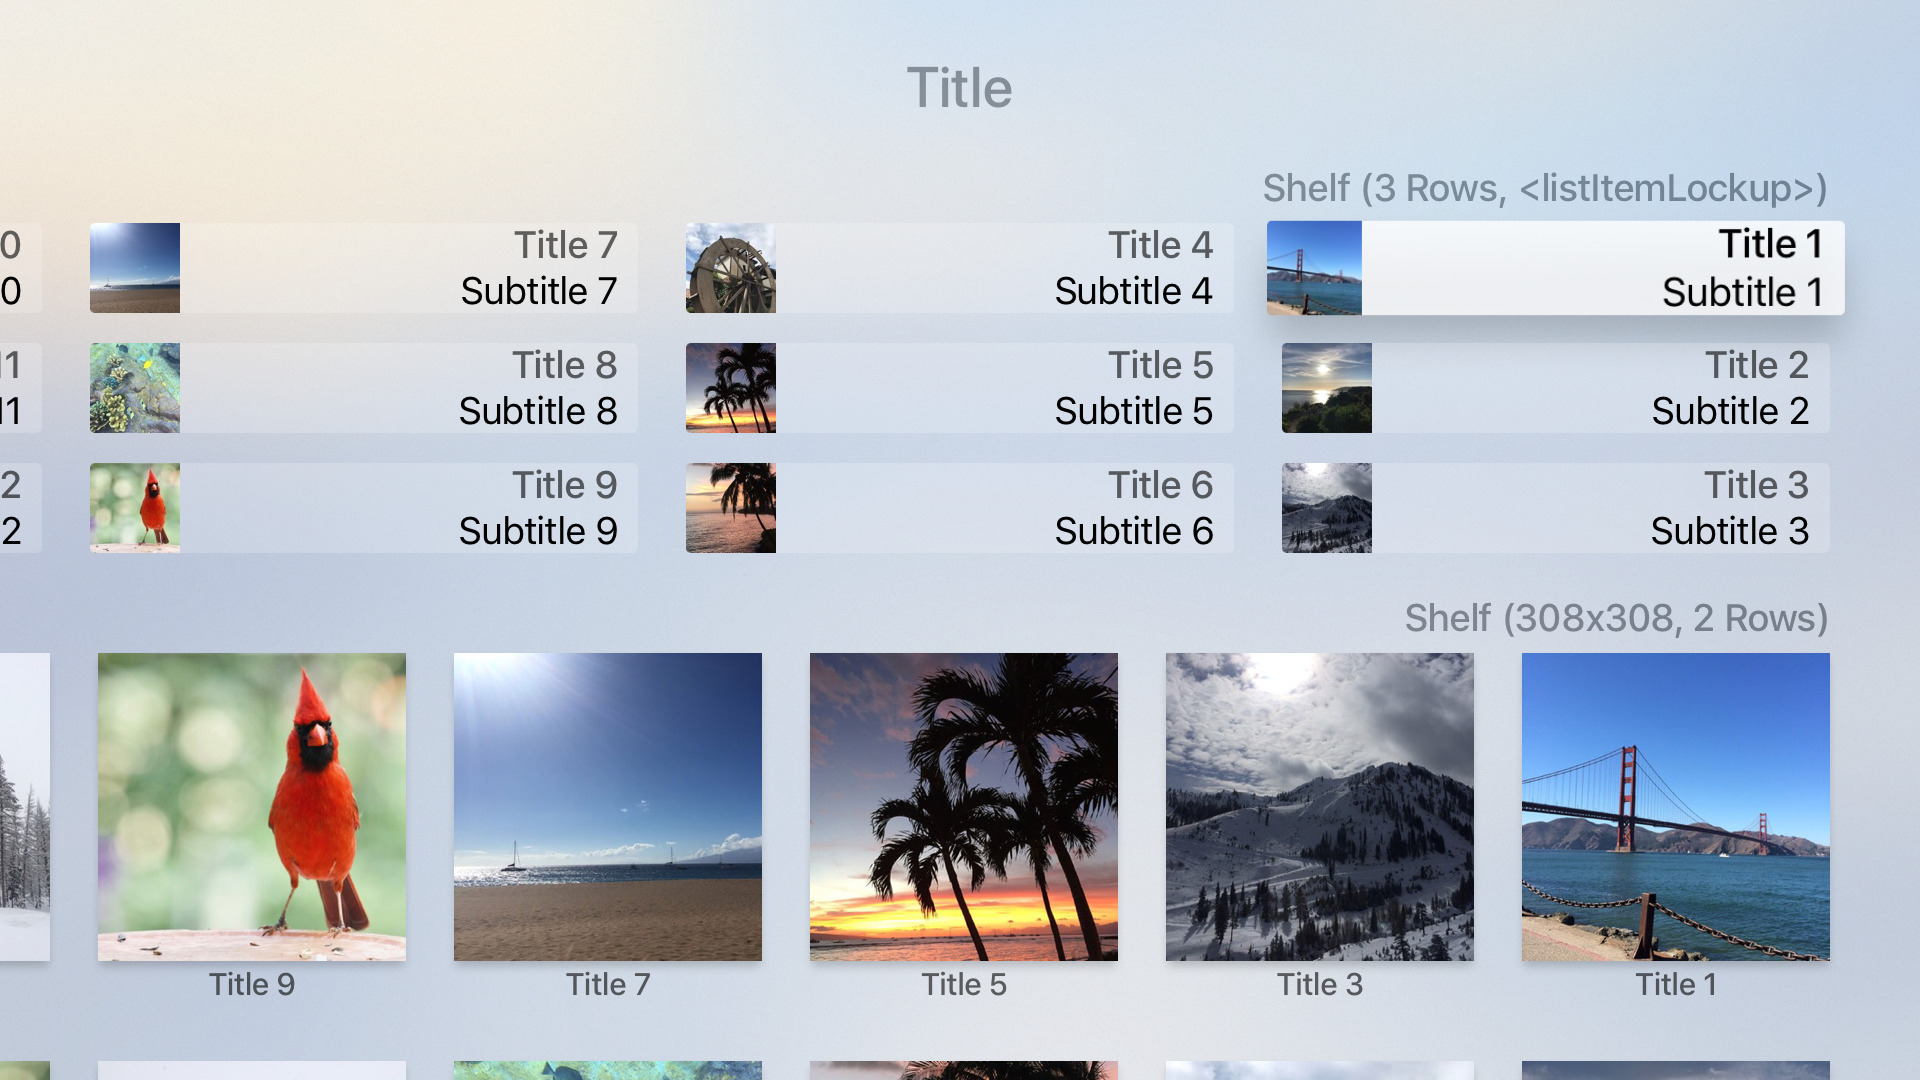 Title
Shelf (3 Rows, <listItemLockup>)
Title 1
Subtitle 1
Title 4
Subtitle 4
Title 7
Subtitle 7
0
0
Title 2
Subtitle 2
Title 5
Subtitle 5
Title 8
Subtitle 8
11
11
Title 3
Subtitle 3
Title 6
Subtitle 6
Title 9
Subtitle 9
2
2
Shelf (308x308, 2 Rows)
Title 1
Title 3
Title 5
Title 7
Title 9